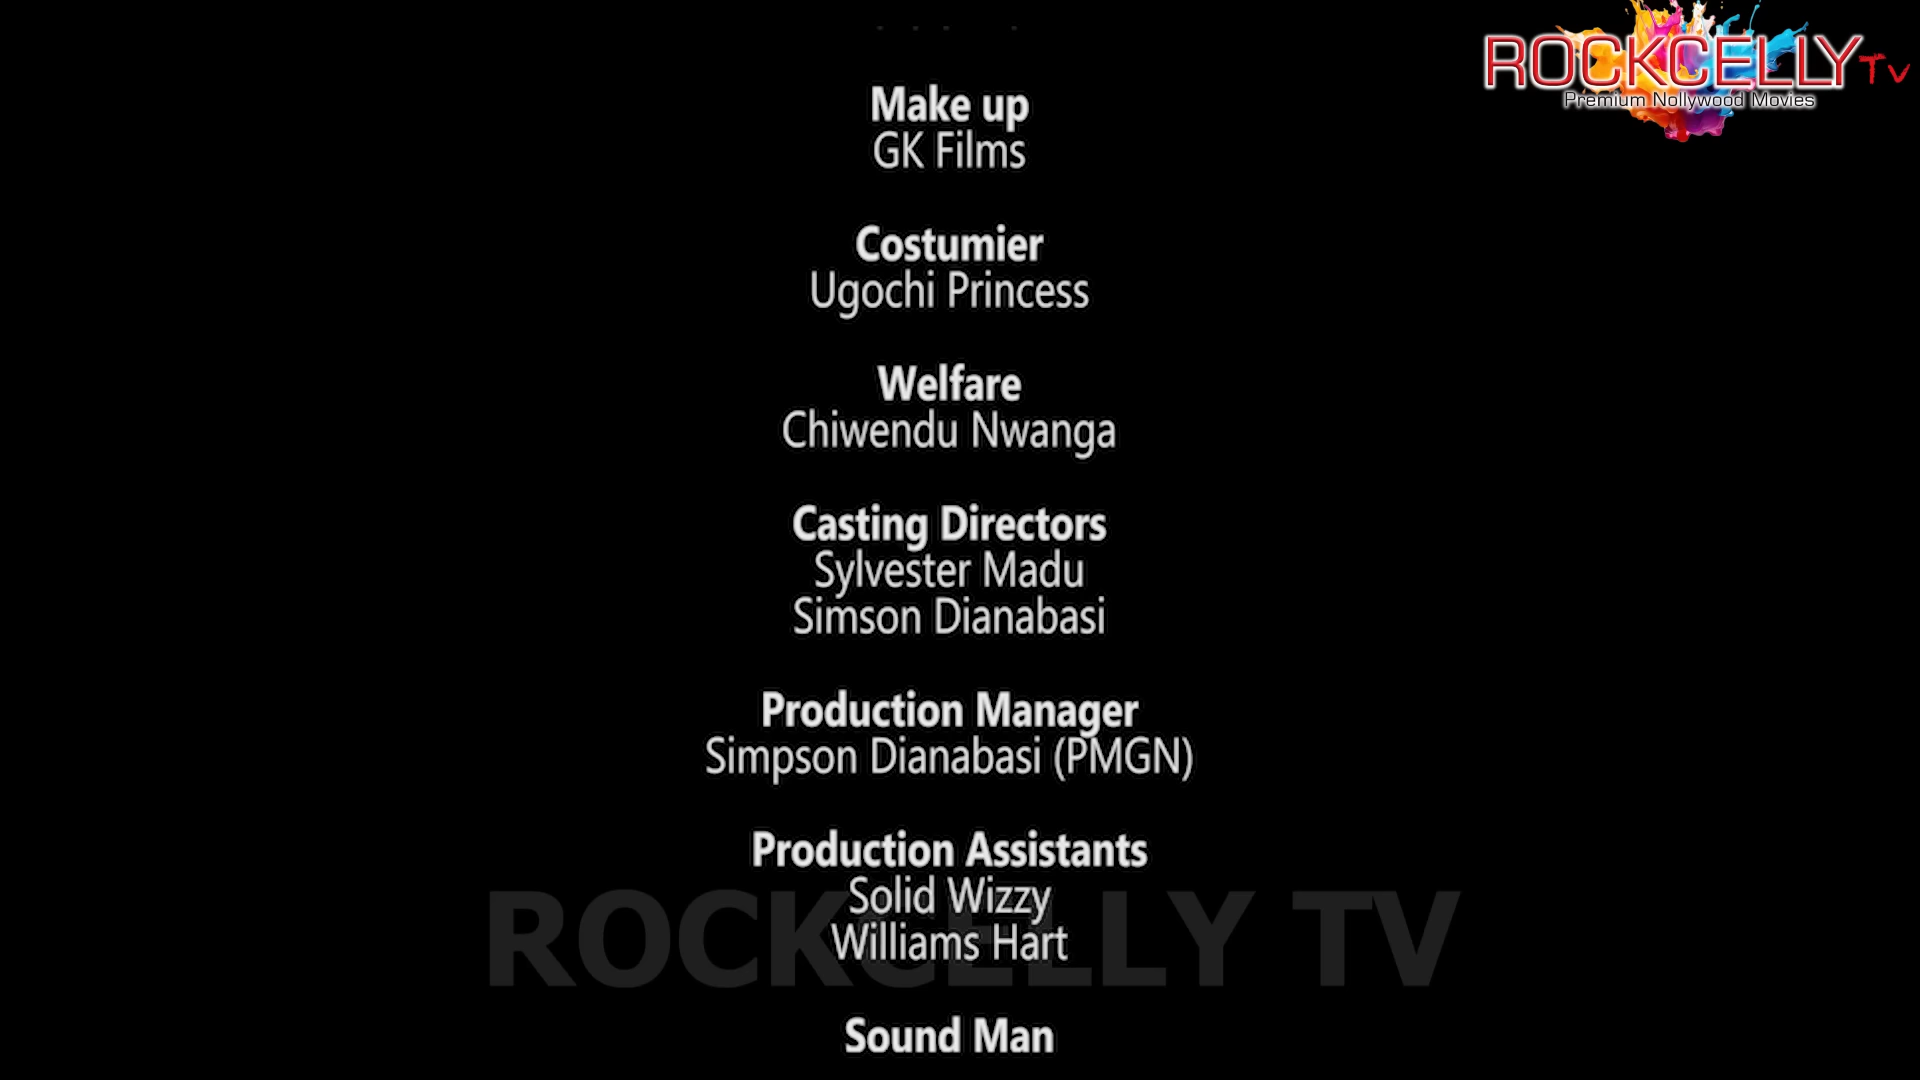 ROCKCELLY TV
Premium Nollywood Movies
Make up
GK Films
Costumier
Ugochi Princess
Welfare
Chiwendu Nwanga
Casting Directors
Sylvester Madu
Simson Dianabasi
Production Manager
Simpson Dianabasi (PMGN)
Production Assistants
Solid Wizzy
Williams Hart
ROCKCELLY TV
Sound Man